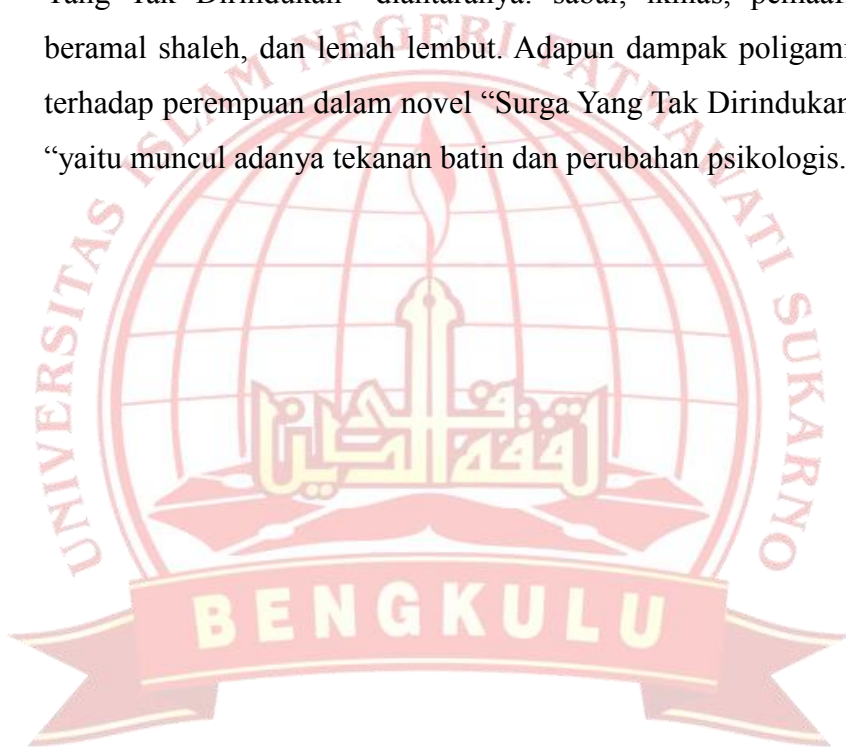 Yang Tak Dirindukan diantaranya: sabar, ikhlas, pemaaf
beramal shaleh, dan lemah lembut. Adapun dampak poligami
terhadap perempuan dalam novel “Surga Yang Tak Dirindukan
“yaitu muncul adanya tekanan batin dan perubahan psikologis.
UNIVERSITAS ISLAM NEGERI FATMAWATI SUKARNO
BENGKULU